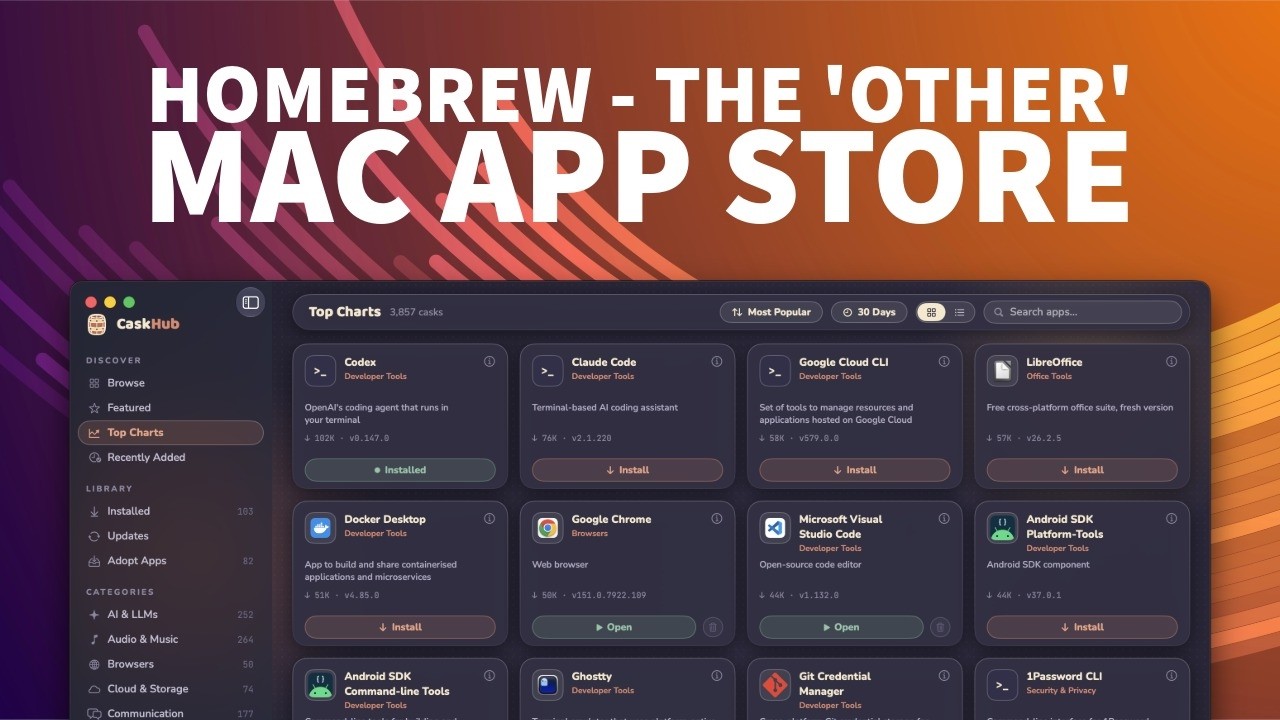 HOMEBREW - THE 'OTHER'
MAC APP STORE
CaskHub
DISCOVER
Browse
Featured
Top Charts
Recently Added
LIBRARY
Installed 103
Updates
Adopt Apps 82
CATEGORIES
AI & LLMs 252
Audio & Music 264
Browsers 50
Cloud & Storage 74
Communication 177
Top Charts 3,857 casks
Most Popular
30 Days
Search apps...
>_
Codex
Developer Tools
OpenAI's coding agent that runs in
your terminal
↓ 102K · v0.147.0
Installed
>_
Claude Code
Developer Tools
Terminal-based AI coding assistant
↓ 76K · v2.1.220
↓ Install
>_
Google Cloud CLI
Developer Tools
Set of tools to manage resources and
applications hosted on Google Cloud
↓ 58K · v579.0.0
↓ Install
LibreOffice
Office Tools
Free cross-platform office suite, fresh version
↓ 57K · v26.2.5
↓ Install
Docker Desktop
Developer Tools
App to build and share containerised
applications and microservices
↓ 51K · v4.85.0
↓ Install
Google Chrome
Browsers
Web browser
↓ 50K · v151.0.7922.109
Open
Microsoft Visual
Studio Code
Developer Tools
Open-source code editor
↓ 44K · v1.132.0
Open
Android SDK
Platform-Tools
Developer Tools
Android SDK component
↓ 44K · v37.0.1
↓ Install
Android SDK
Command-line Tools
Developer Tools
Ghostty
Developer Tools
Git Credential
Manager
Developer Tools
>_
1Password CLI
Security & Privacy